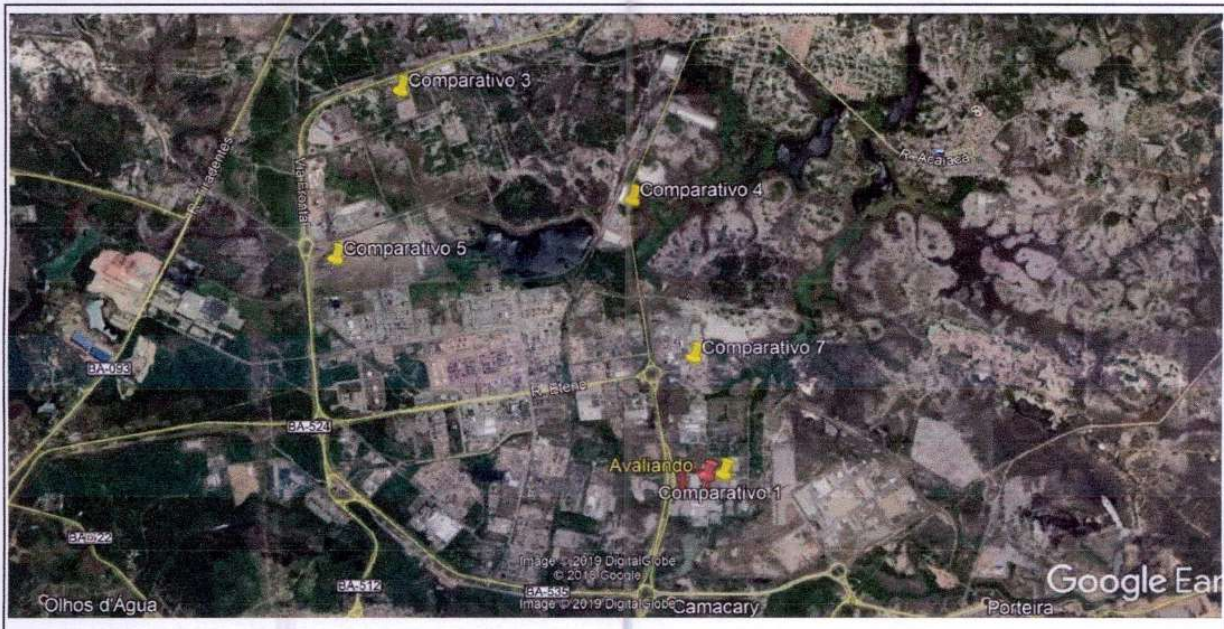 Comparativo 3
R. Acajaca
Comparativo 4
Comparativo 5
Comparativo 7
BA-093
R. Eteno
BA-524
Avaliando
Comparativo 1
Image © 2019 DigitalGlobe
© 2018 Google
BA-512
BA-535
Google Ear
Olhos d'Agua
Image © 2019 DigitalGlobe
Camacary
Porteira